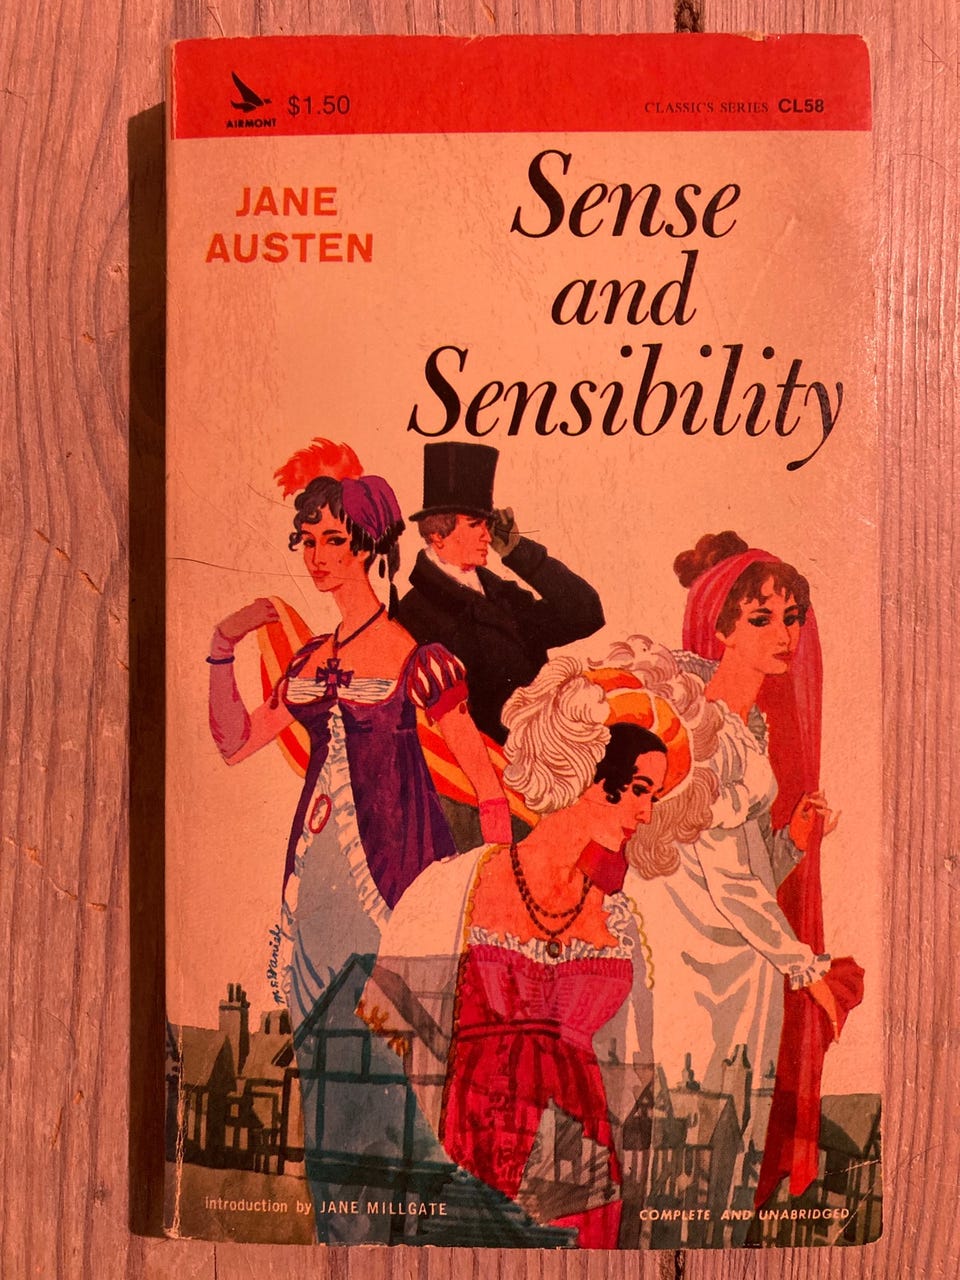 AIRMONT
$1.50
CLASSICS SERIES CL58
JANE
AUSTEN
Sense
and
Sensibility
introduction by JANE MILLGATE
COMPLETE AND UNABRIDGED